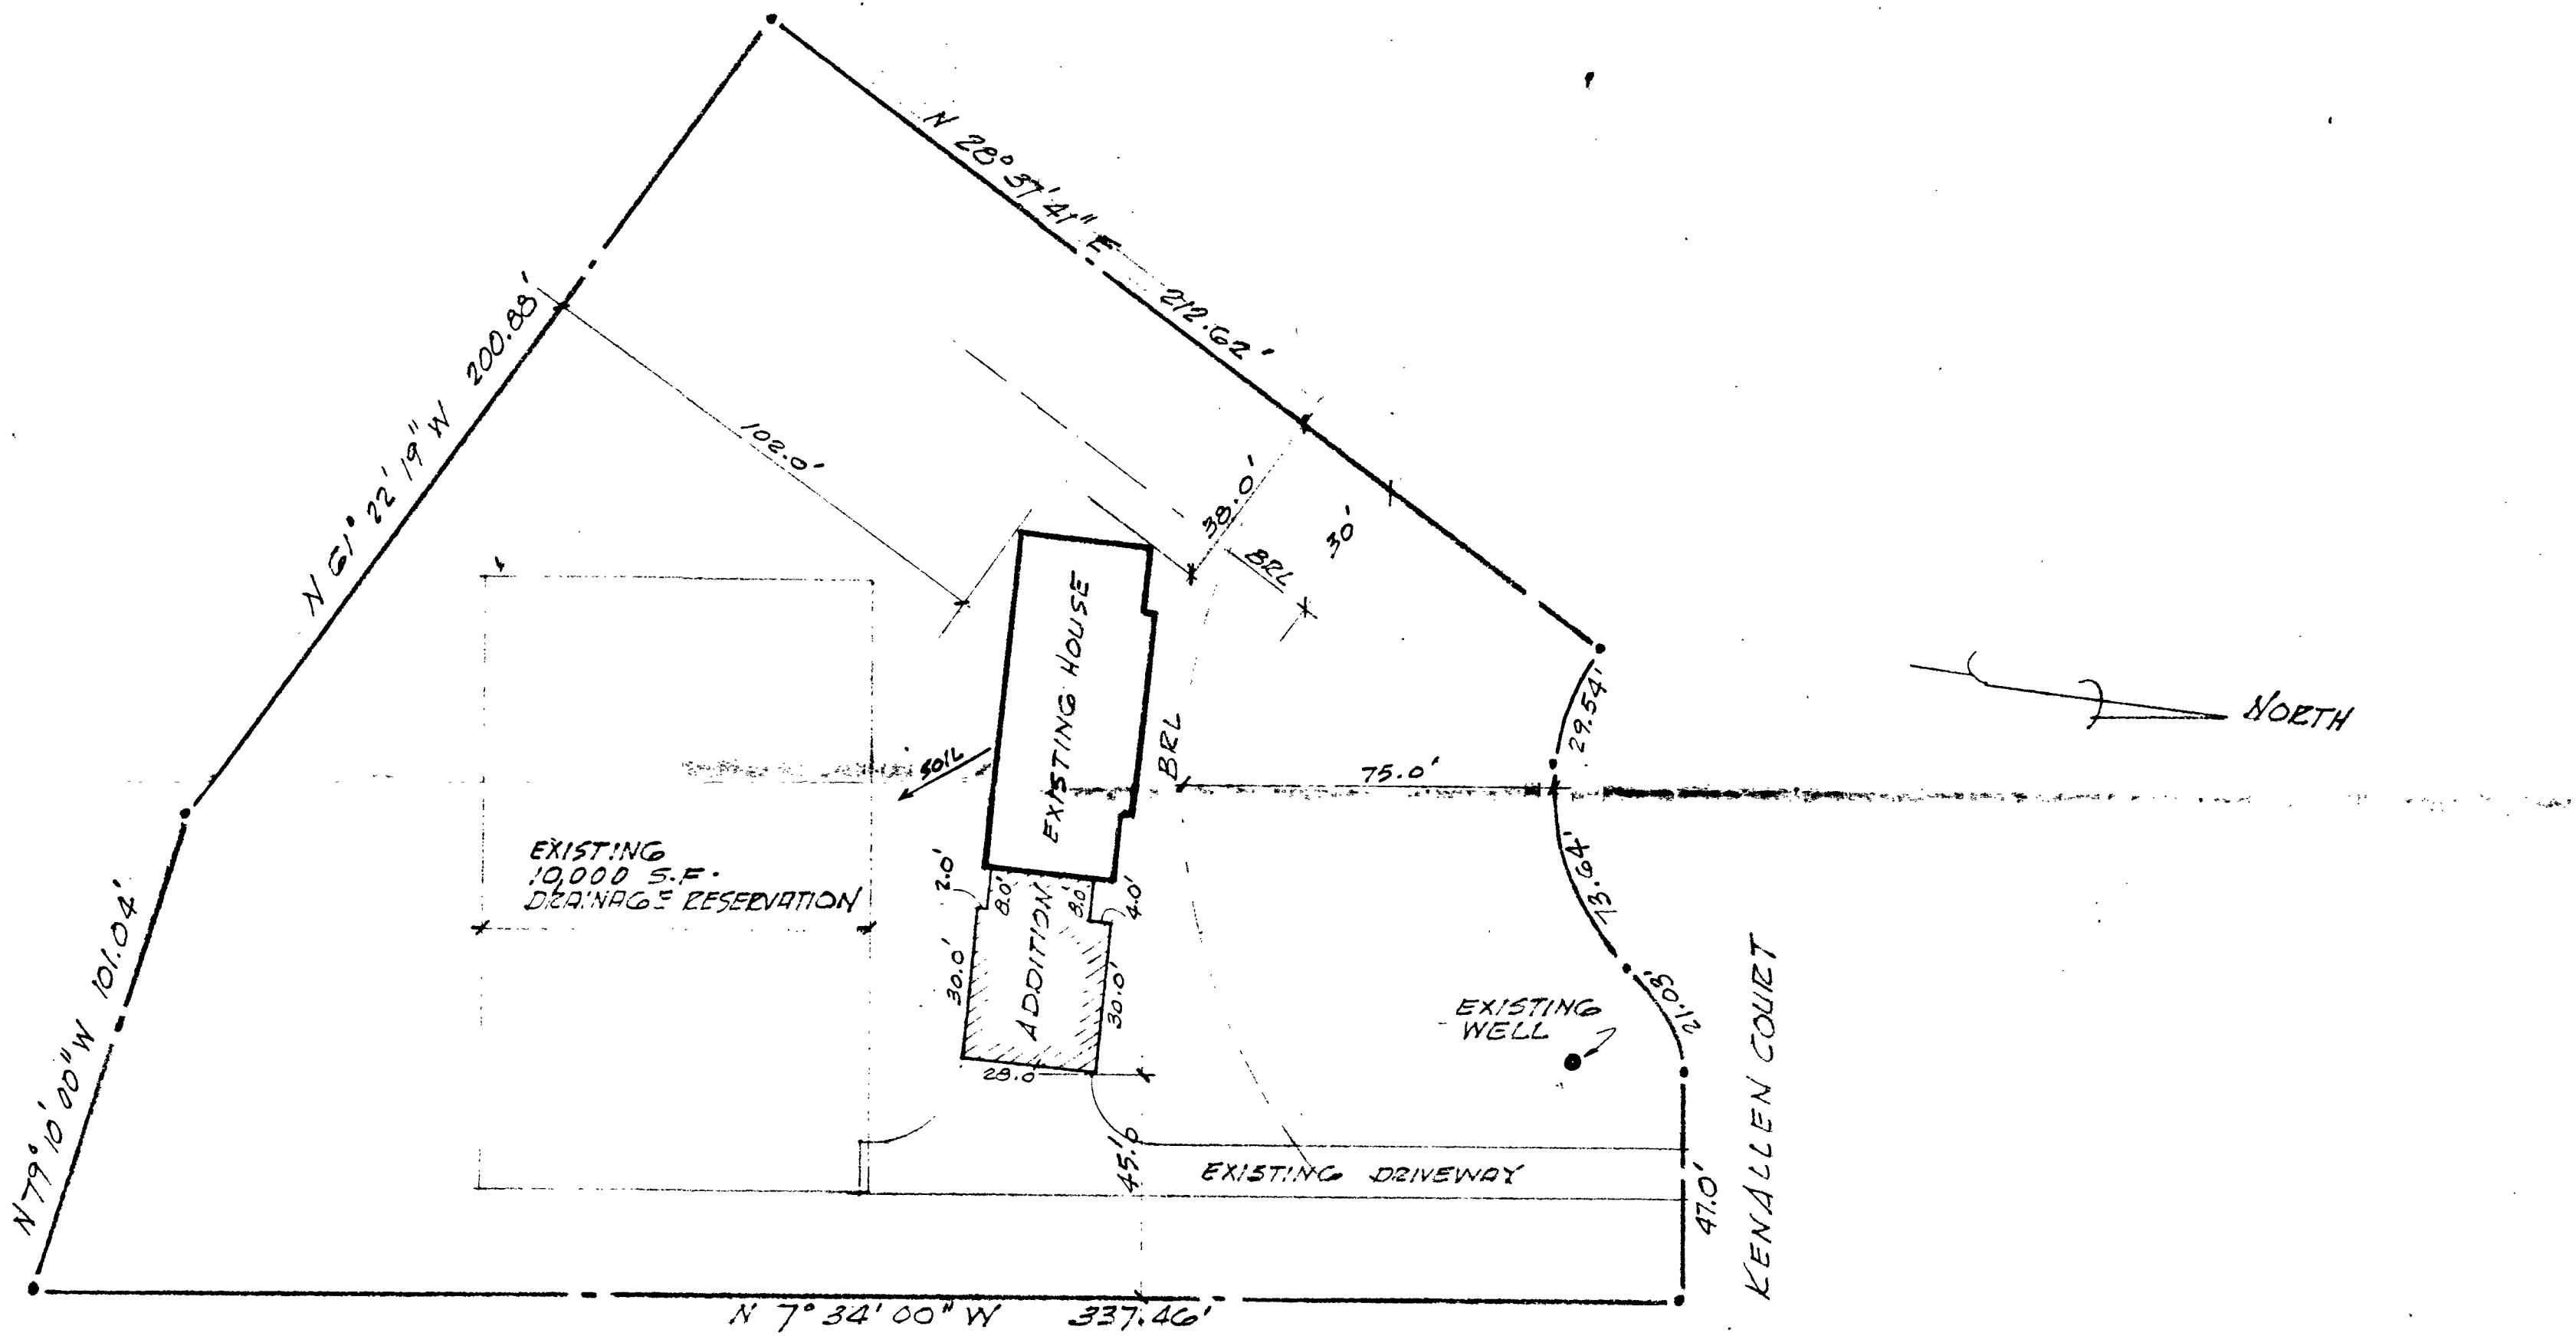 N 28° 37' 41" E 212.62'
N 61° 22' 19" W 200.88'
102.0'
38.0'
30'
BRL
EXISTING HOUSE
29.54'
NORTH
BRL
SOIL
75.0'
EXISTING
10,000 S.F.
DRAINAGE RESERVATION
2.0'
8.0'
8.0'
4.0'
73.64'
N 79° 10' 00" W 101.04'
30.0'
ADDITION
30.0'
21.03'
EXISTING
WELL
KENALLEN COURT
28.0
45.0'
EXISTING DRIVEWAY
47.0'
N 7° 34' 00" W 337.46'